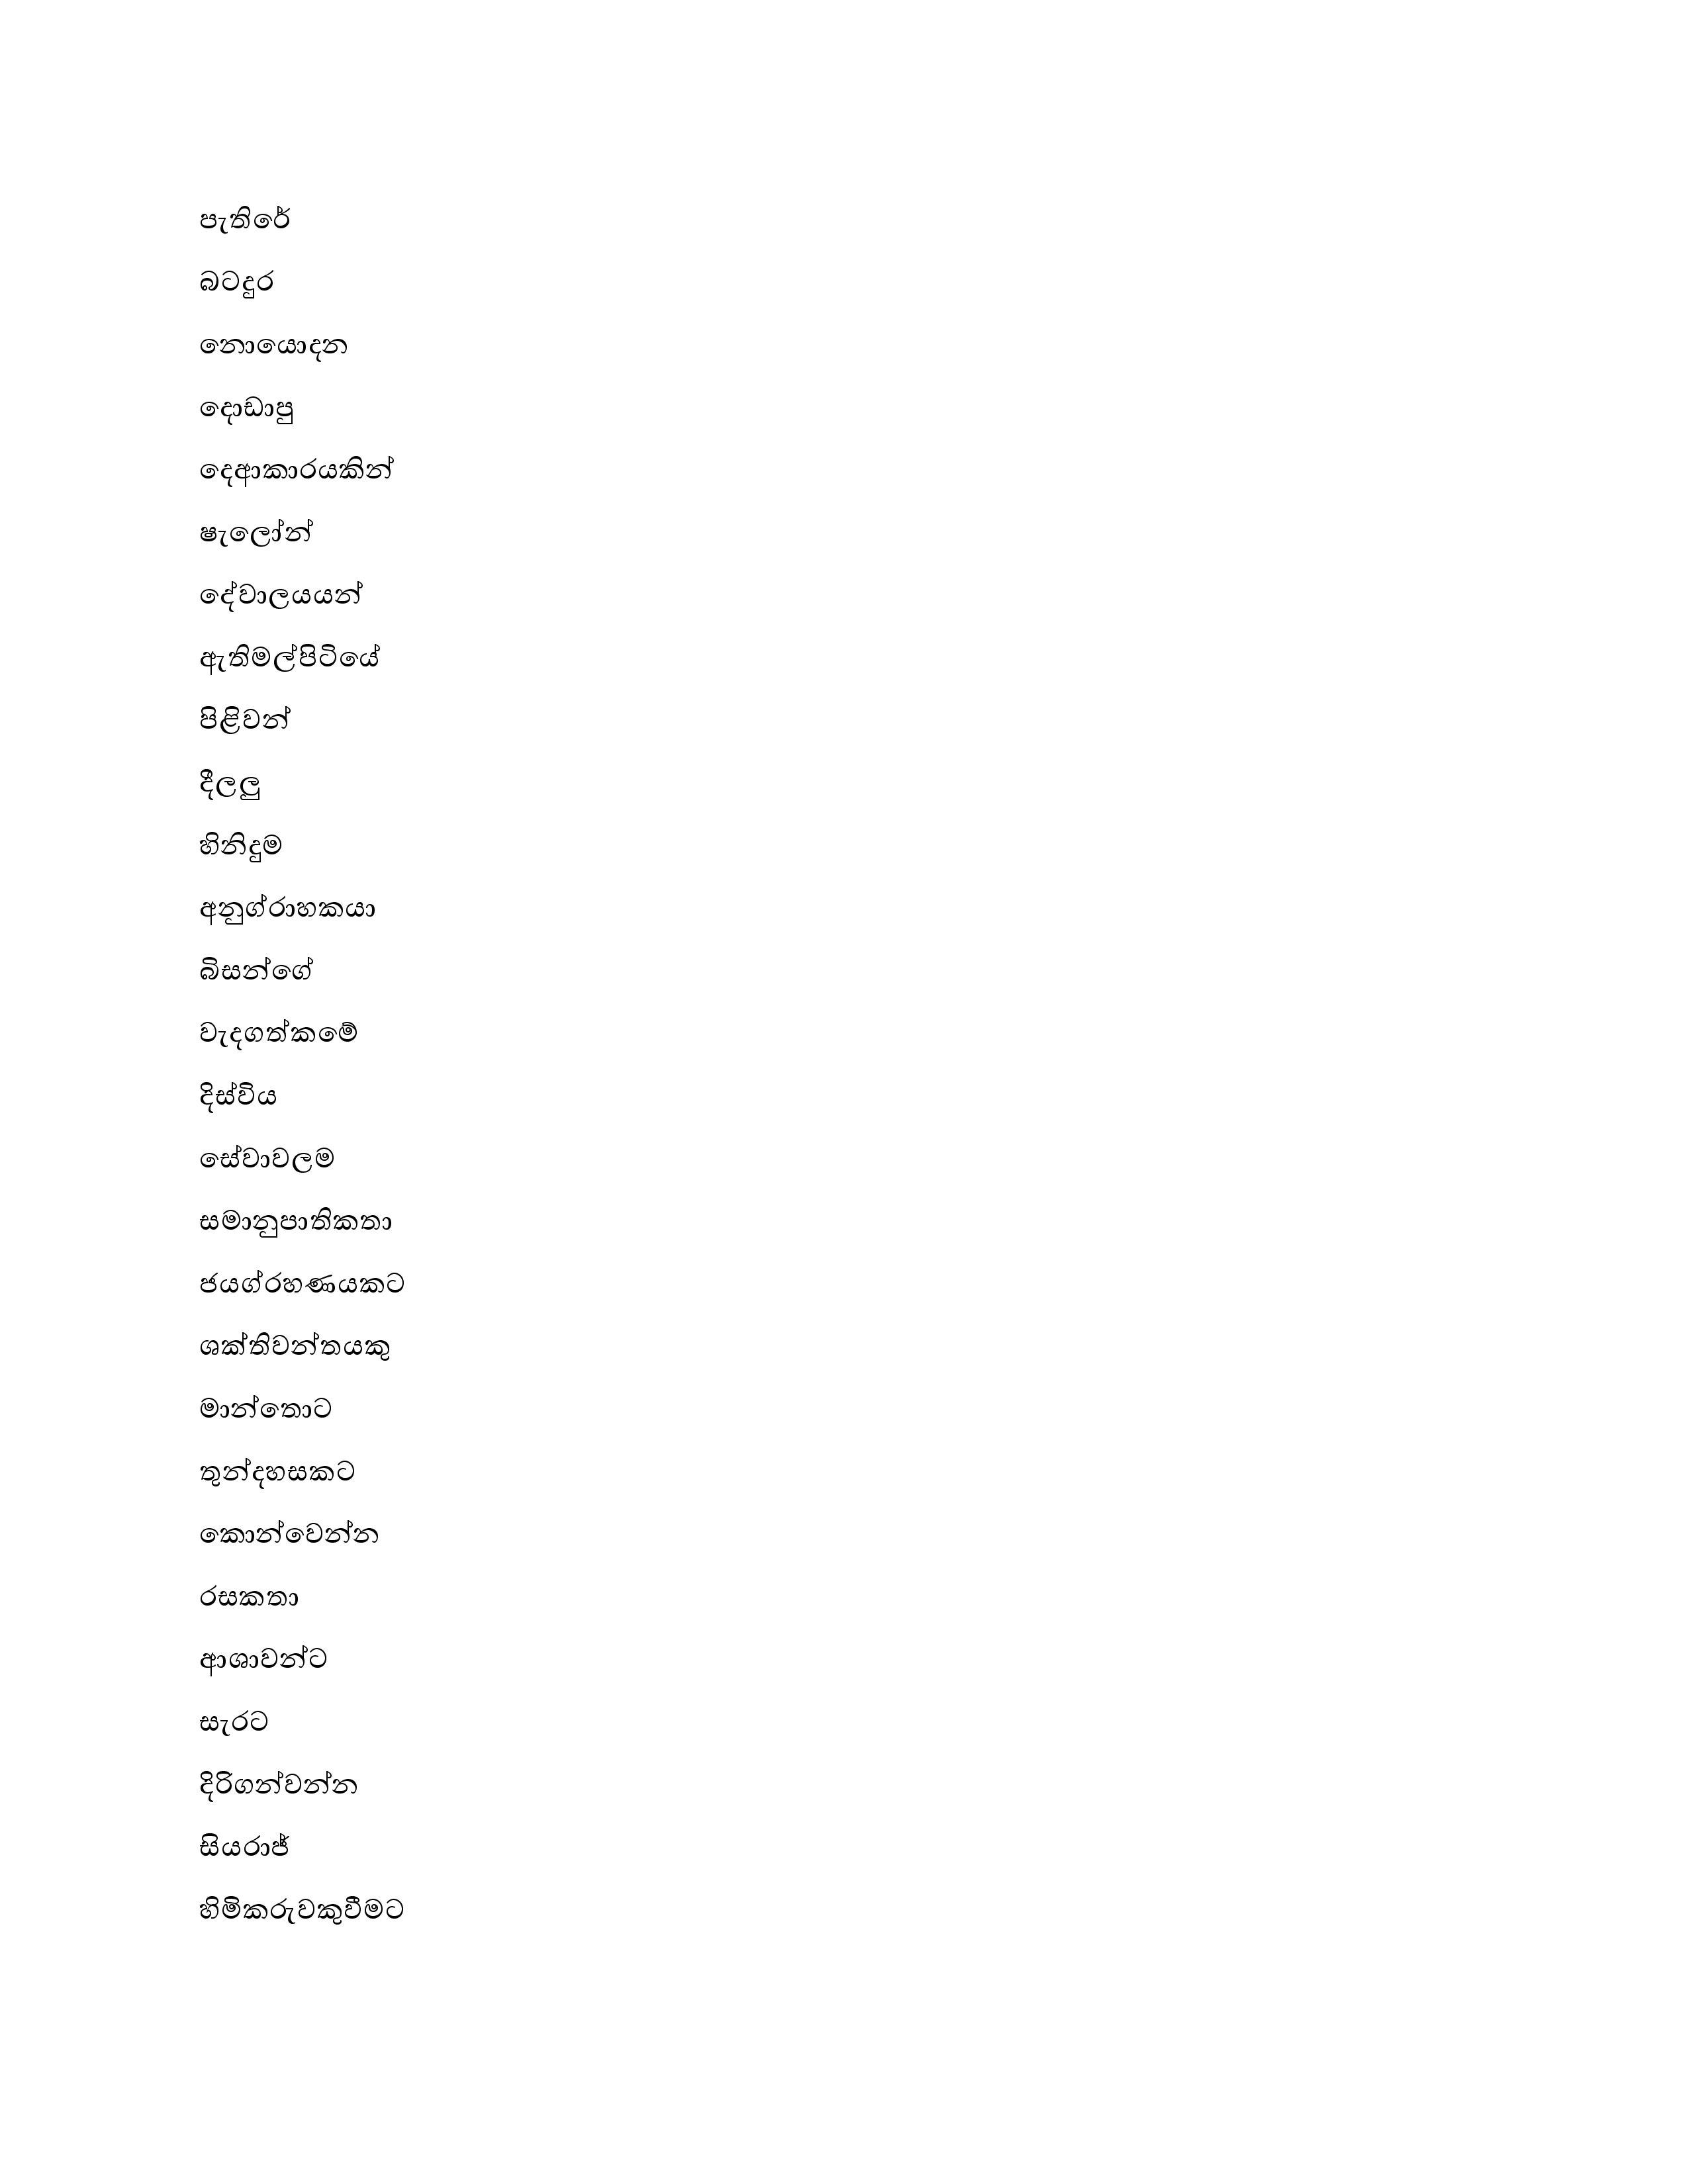 පැතිරේ
බටදුර
නොයොදන
දොඩාපු
දෙආකාරයකින්
ෂැලෝන්
දේවාලයයන්
ඇතිමල්පිටියේ
පිළිවන්
දීලලු
හිනිදුම
අනුග්රාහකයා
බිසන්ගේ
වැදගත්කමේ
දිස්විය
සේවාවලම
සමානුපාතිකතා
ජයග්රහණයකට
ශක්තිවන්තයකු
මාන්තොට
තුන්දහසකට
කොන්වෙන්න
රසකතා
ආශාවන්ට
සැරට
දිරිගන්වන්න
සියරාජ්
හිමිකරුවකුවීමට